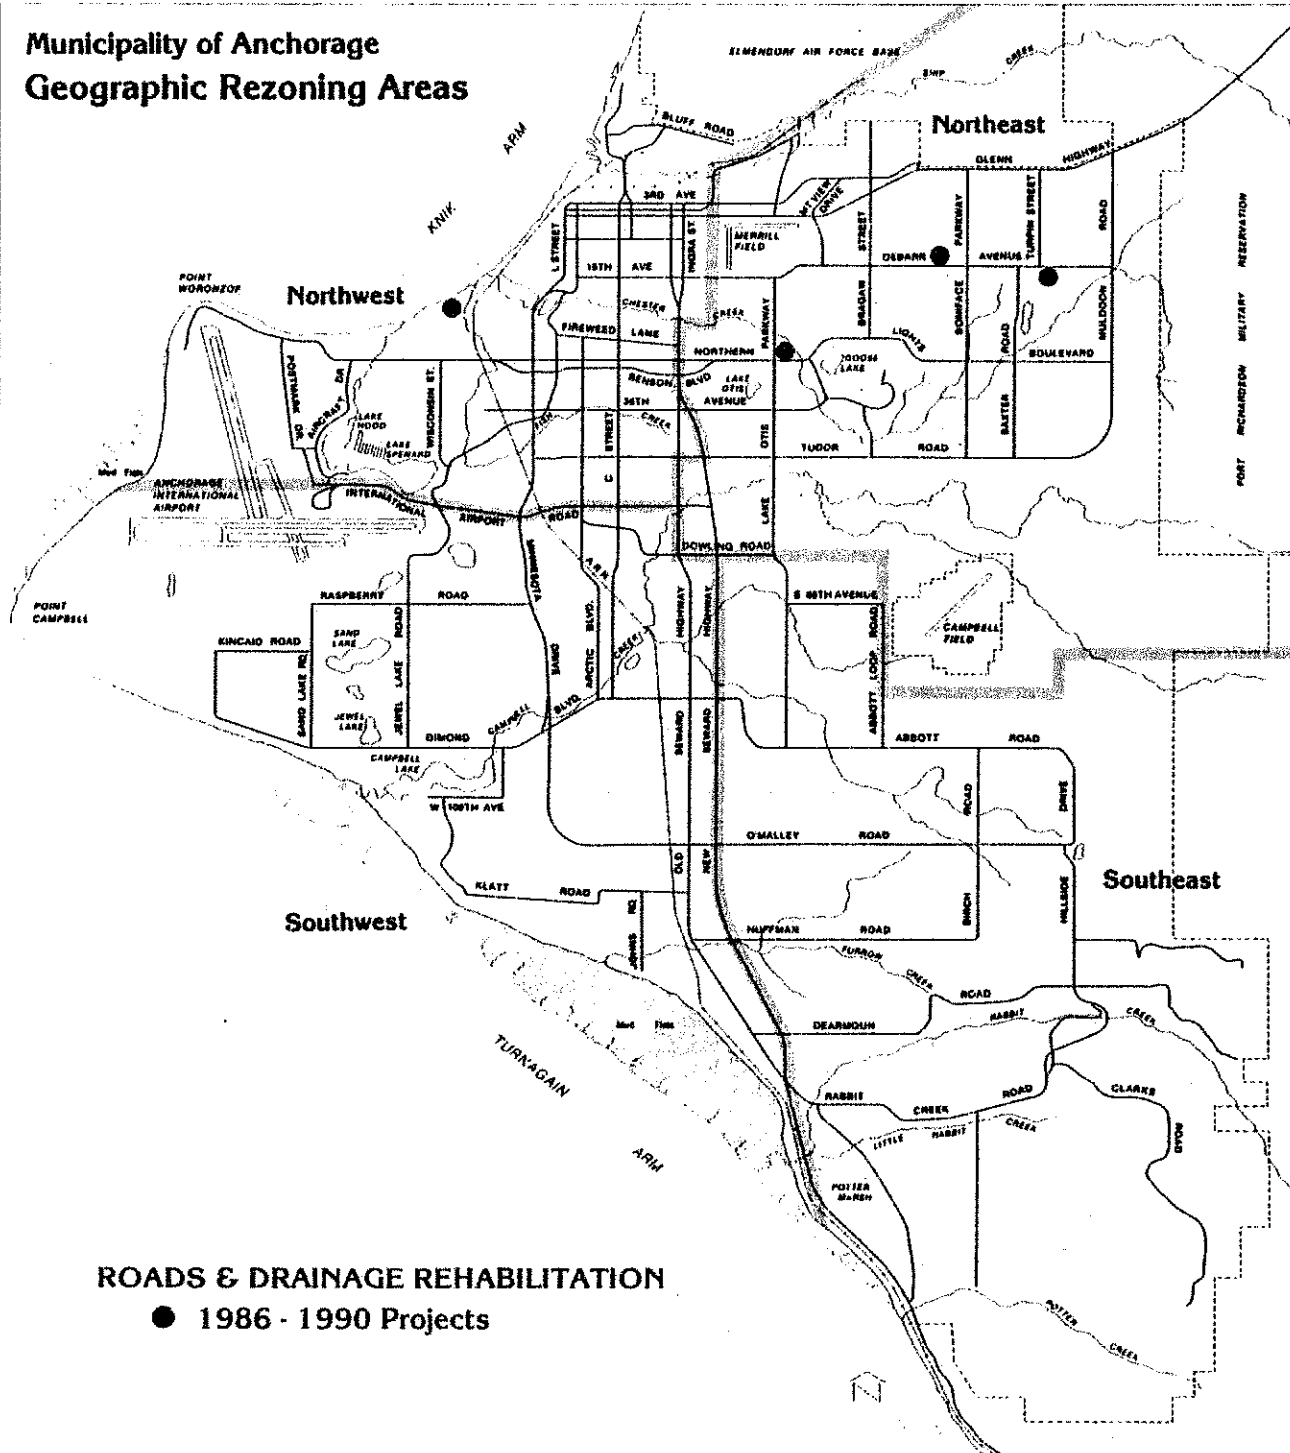 Municipality of Anchorage
Geographic Rezoning Areas
ELMENDORF AIR FORCE BASE
SHIP CREEK
BLUFF ROAD
Northeast
GLENN HIGHWAY
KNIK ARM
3RD AVE
MT VIEW DRIVE
L STREET
INGRA ST.
MERRILL FIELD
BRAGAW STREET
BONIFACE PARKWAY
TURPIN STREET
MULDOON ROAD
DEBARR AVENUE
FORT RICHARDSON MILITARY RESERVATION
15TH AVE
POINT WORONZOF
Northwest
CHESTER CREEK
FIREWEED LANE
NORTHERN LIGHTS BOULEVARD
BENSON BLVD
LAKE OTIS
GOOSE LAKE
LAKE OTIS PARKWAY
BAXTER ROAD
36TH AVENUE
POSTMARK DR.
AIRCRAFT DR
WISCONSIN ST.
LAKE HOOD
LAKE SPENARD
FISH CREEK
C STREET
TUDOR ROAD
Mud Flats
ANCHORAGE INTERNATIONAL AIRPORT
INTERNATIONAL AIRPORT ROAD
DOWLING ROAD
MINNESOTA
A.R.R.
POINT CAMPBELL
RASPBERRY ROAD
E 68TH AVENUE
CAMPBELL FIELD
KINCAID ROAD
SAND LAKE
SAND LAKE RD.
JEWEL LAKE ROAD
JEWEL LAKE
ARCTIC BLVD.
CAMPBELL CREEK
OLD SEWARD HIGHWAY
NEW SEWARD HIGHWAY
ABBOTT LOOP ROAD
DIMOND BLVD
CAMPBELL LAKE
ABBOTT ROAD
W 100TH AVE
BIRCH ROAD
HILLSIDE DRIVE
O'MALLEY ROAD
KLATT ROAD
Southeast
Southwest
JOHNS RD.
HUFFMAN ROAD
FURROW CREEK
Mud Flats
DEARMOUN ROAD
RABBIT CREEK
TURNAGAIN ARM
RABBIT CREEK ROAD
CLARKS ROAD
LITTLE RABBIT CREEK
POTTER MARSH
POTTER CREEK
ROADS & DRAINAGE REHABILITATION
1986 - 1990 Projects